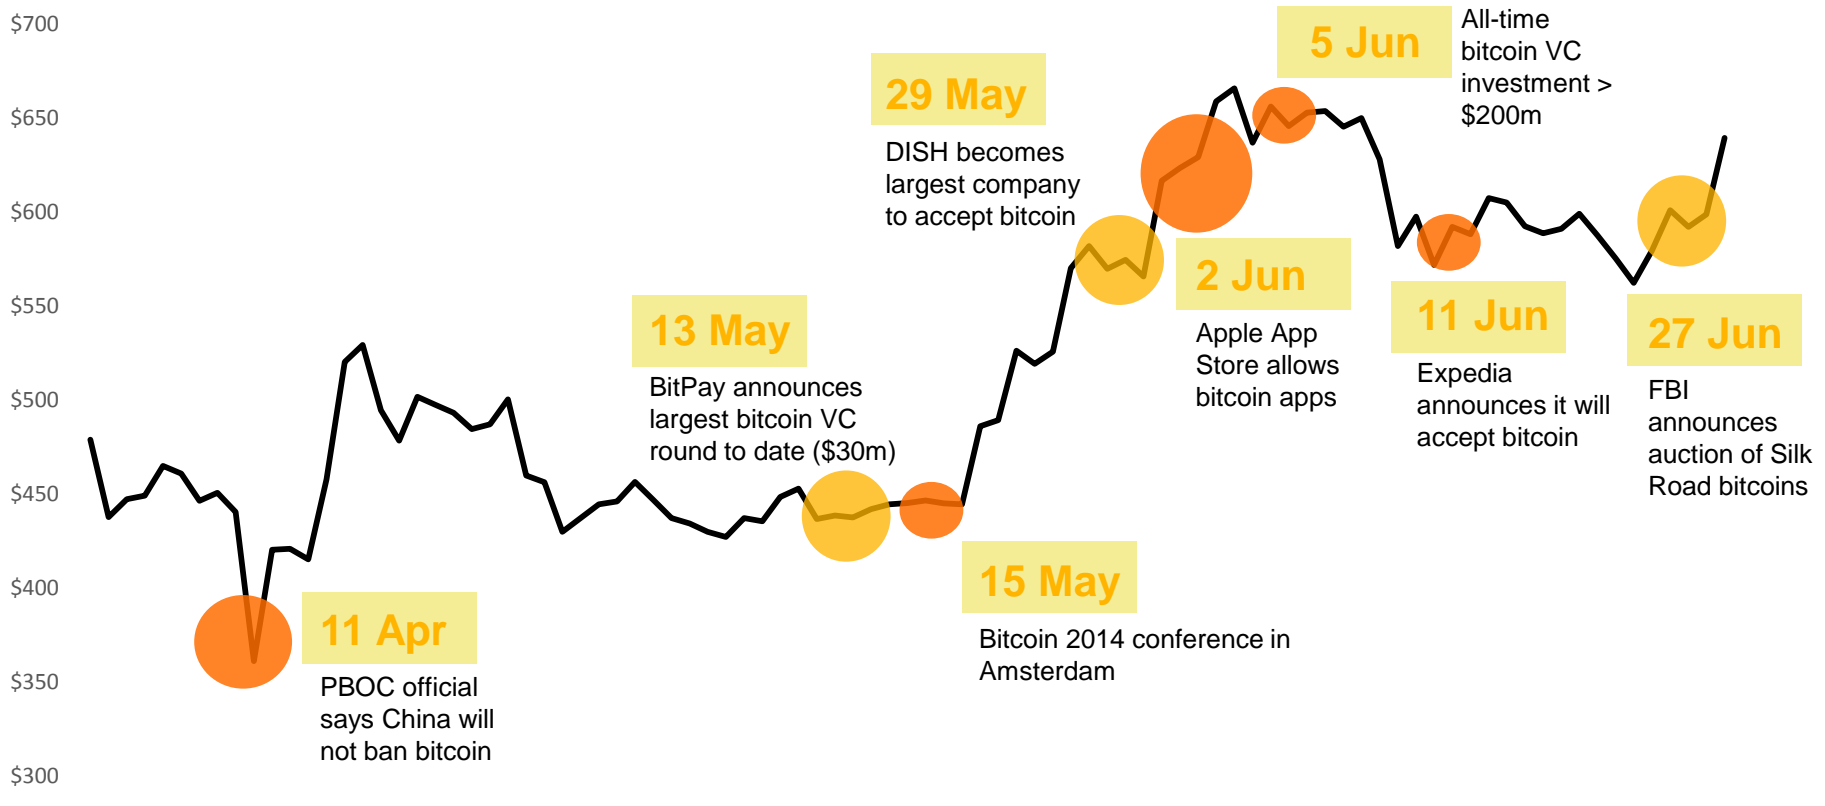 $700
$650
$600
$550
$500
$450
$400
$350
$300
11 Apr
PBOC official
says China will
not ban bitcoin
13 May
BitPay announces
largest bitcoin VC
round to date ($30m)
15 May
Bitcoin 2014 conference in
Amsterdam
29 May
DISH becomes
largest company
to accept bitcoin
2 Jun
Apple App
Store allows
bitcoin apps
5 Jun
All-time
bitcoin VC
investment >
$200m
11 Jun
Expedia
announces it will
accept bitcoin
27 Jun
FBI
announces
auction of Silk
Road bitcoins